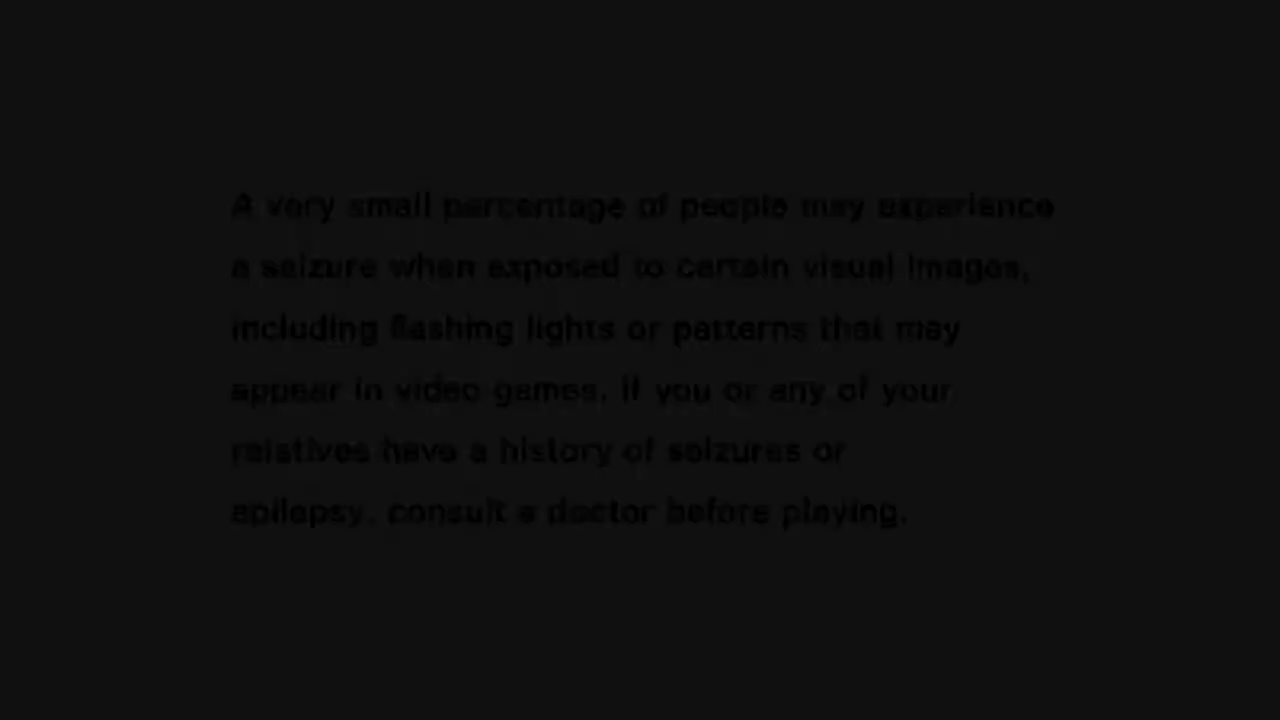 A very small percentage of people may experience
a seizure when exposed to certain visual images,
including flashing lights or patterns that may
appear in video games. If you or any of your
relatives have a history of seizures or
epilepsy, consult a doctor before playing.